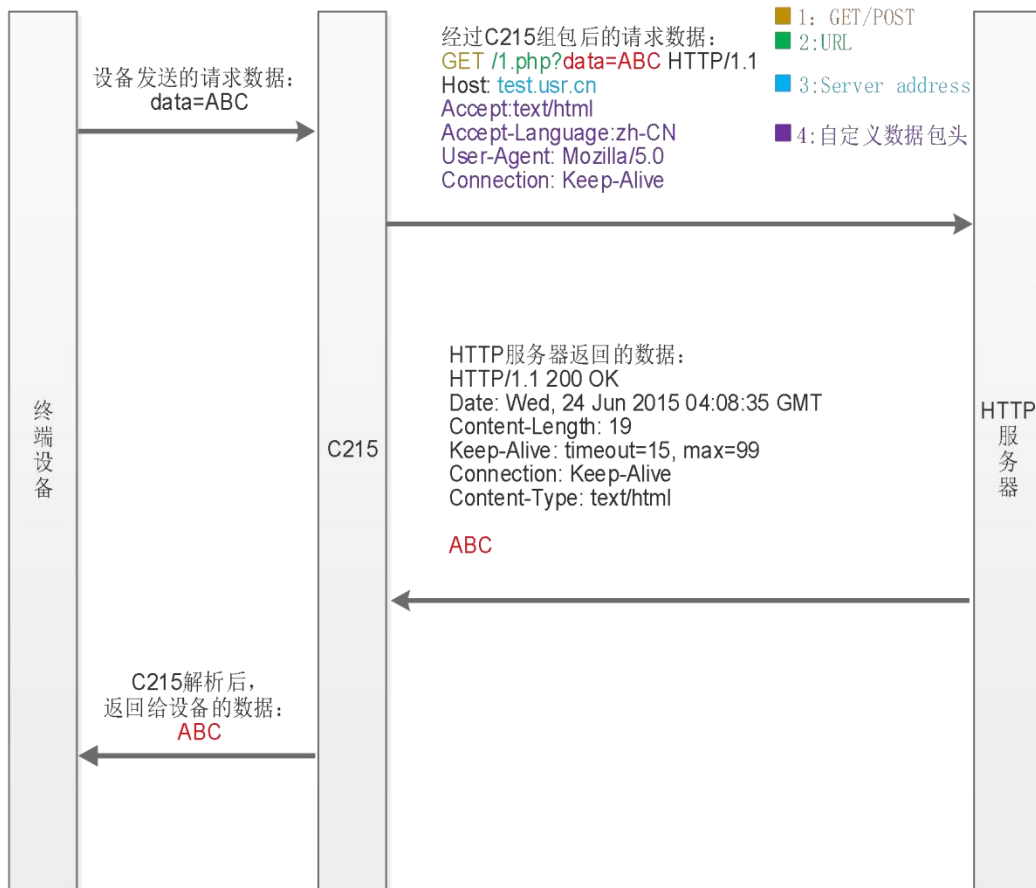 1: GET/POST
2:URL
3:Server address
4:自定义数据包头
设备发送的请求数据:
data=ABC
经过C215组包后的请求数据:
GET /1.php?data=ABC HTTP/1.1
Host: test.usr.cn
Accept:text/html
Accept-Language:zh-CN
User-Agent: Mozilla/5.0
Connection: Keep-Alive
终端设备
C215
HTTP
服务器
HTTP服务器返回的数据:
HTTP/1.1 200 OK
Date: Wed, 24 Jun 2015 04:08:35 GMT
Content-Length: 19
Keep-Alive: timeout=15, max=99
Connection: Keep-Alive
Content-Type: text/html
ABC
C215解析后,
返回给设备的数据:
ABC